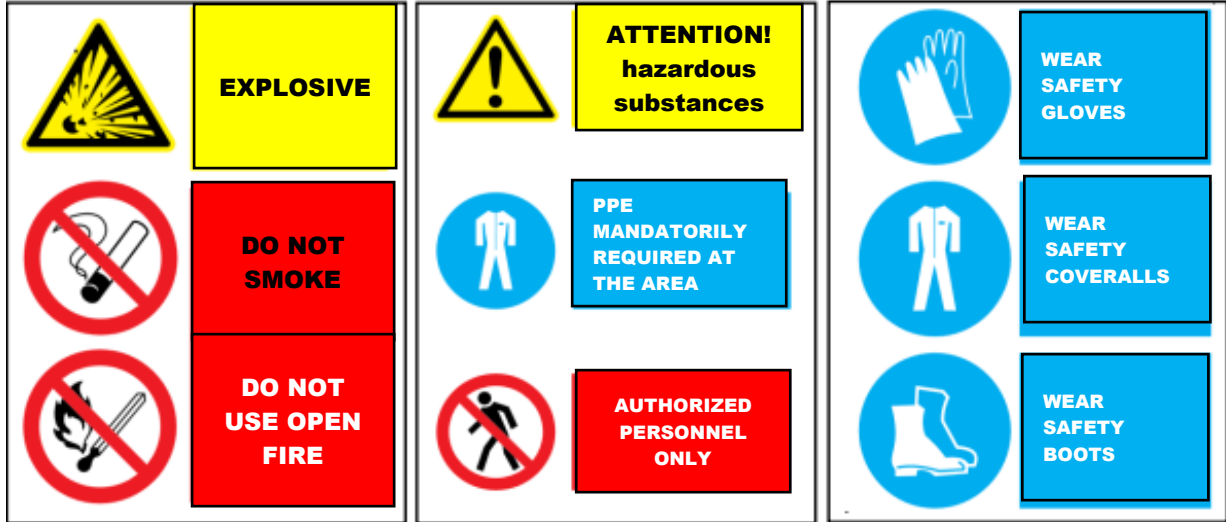 EXPLOSIVE
DO NOT
SMOKE
DO NOT
USE OPEN
FIRE
ATTENTION!
hazardous
substances
PPE
MANDATORILY
REQUIRED AT
THE AREA
AUTHORIZED
PERSONNEL
ONLY
WEAR
SAFETY
GLOVES
WEAR
SAFETY
COVERALLS
WEAR
SAFETY
BOOTS